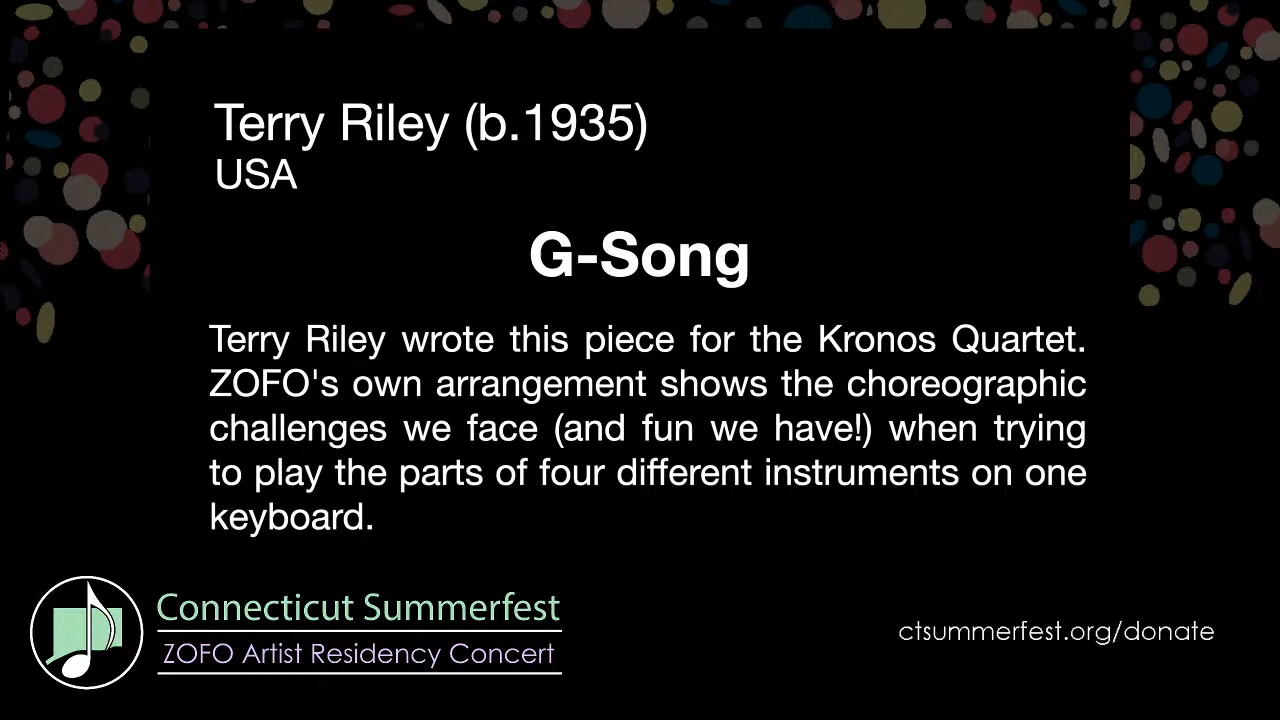 Terry Riley (b.1935)
USA
G-Song
Terry Riley wrote this piece for the Kronos Quartet.
ZOFO's own arrangement shows the choreographic
challenges we face (and fun we have!) when trying
to play the parts of four different instruments on one
keyboard.
Connecticut Summerfest
ZOFO Artist Residency Concert
ctsummerfest.org/donate